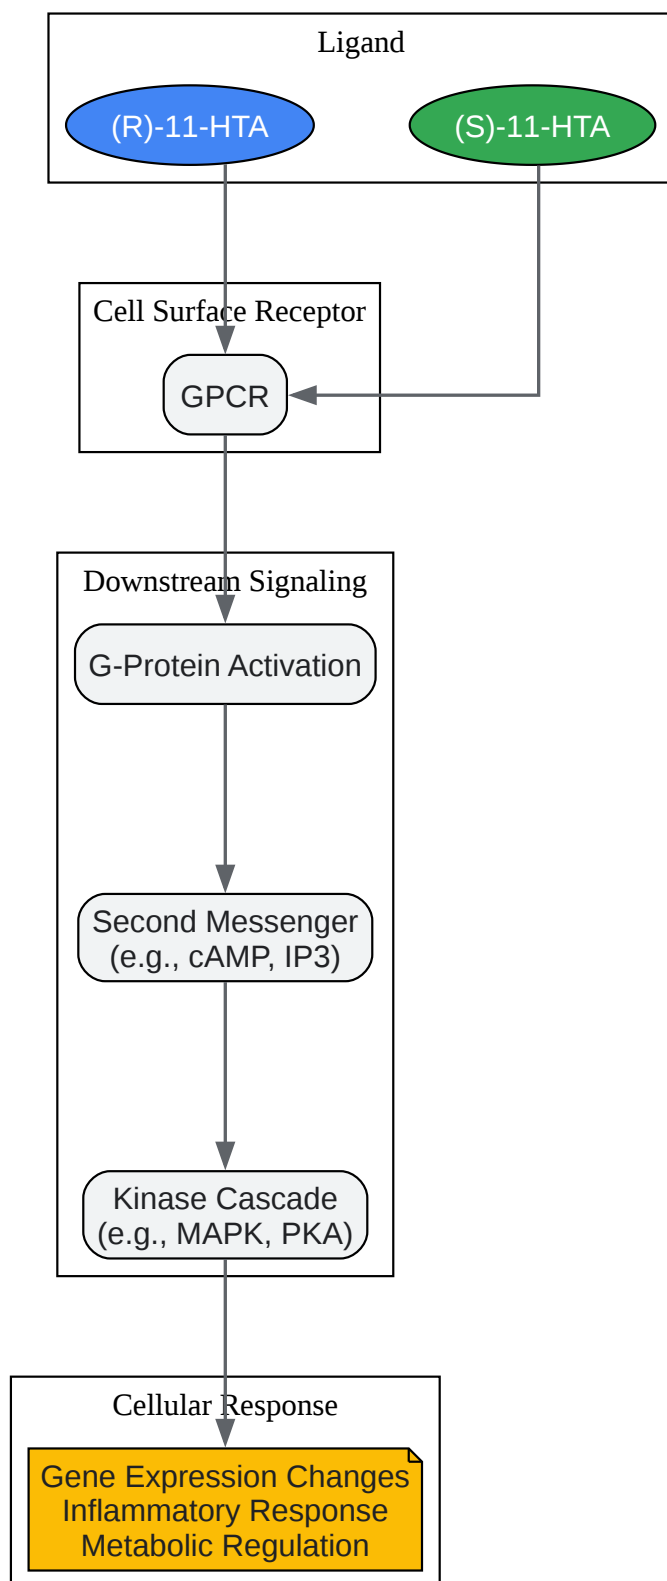 Ligand
(R)-11-HTA
(S)-11-HTA
Cell Surface Receptor
GPCR
Downstream Signaling
G-Protein Activation
Second Messenger
(e.g., cAMP, IP3)
Kinase Cascade
(e.g., MAPK, PKA)
Cellular Response
Gene Expression Changes
Inflammatory Response
Metabolic Regulation